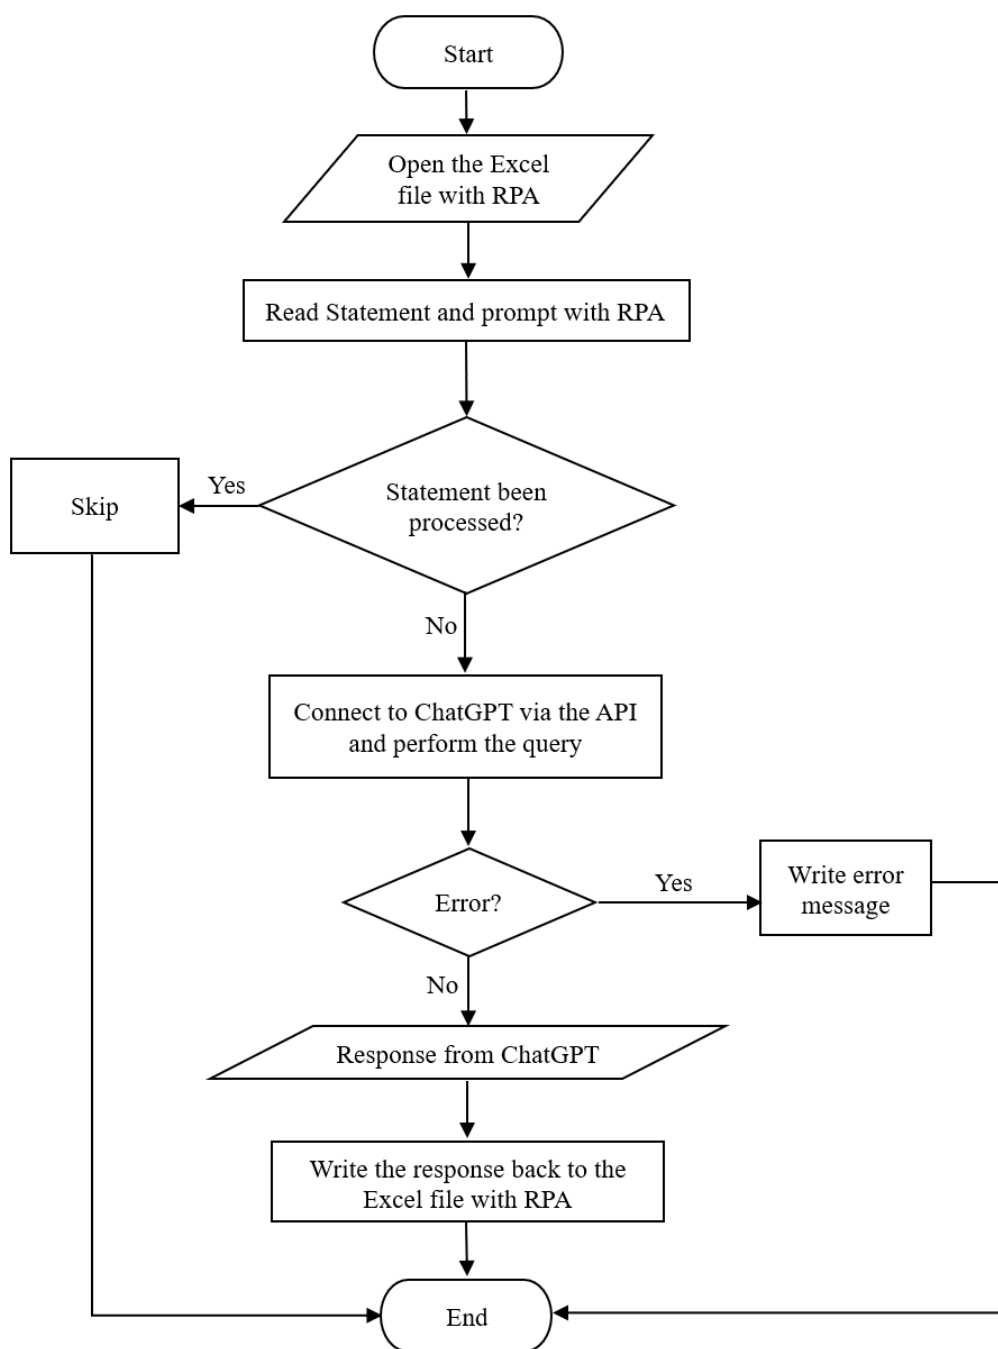 Start
Open the Excel
file with RPA
Read Statement and prompt with RPA
Statement been
processed?
Yes
Skip
No
Connect to ChatGPT via the API
and perform the query
Error?
Yes
Write error
message
No
Response from ChatGPT
Write the response back to the
Excel file with RPA
End